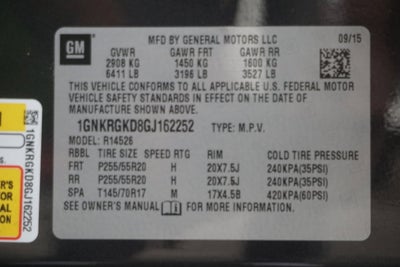 GM
MFD BY GENERAL MOTORS LLC
09/15
GVWR GAWR FRT GAWR RR
2908 KG 1450 KG 1600 KG
6411 LB 3196 LB 3527 LB
THIS VEHICLE CONFORMS TO ALL APPLICABLE U.S. FEDERAL MOTOR
VEHICLE SAFETY STANDARDS IN EFFECT ON THE DATE OF
MANUFACTURE SHOWN ABOVE.
1GNKRGKD8GJ162252 TYPE: M.P.V.
MODEL: R14526
RBBL TIRE SIZE SPEED RTG RIM COLD TIRE PRESSURE
FRT P255/55R20 H 20X7.5J 240KPA(35PSI)
RR P255/55R20 H 20X7.5J 240KPA(35PSI)
SPA T145/70R17 M 17X4.5B 420KPA(60PSI)
SEE OWNER'S MANUAL FOR MORE INFORMATION.
1GNKRGKD8GJ162252